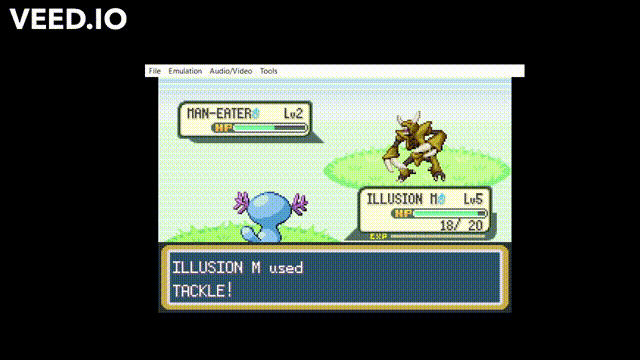 VEED.IO
File Emulation Audio/Video Tools
MAN-EATER♂ Lv2
HP
ILLUSION M♂ Lv5
HP
18/ 20
EXP
ILLUSION M used
TACKLE!